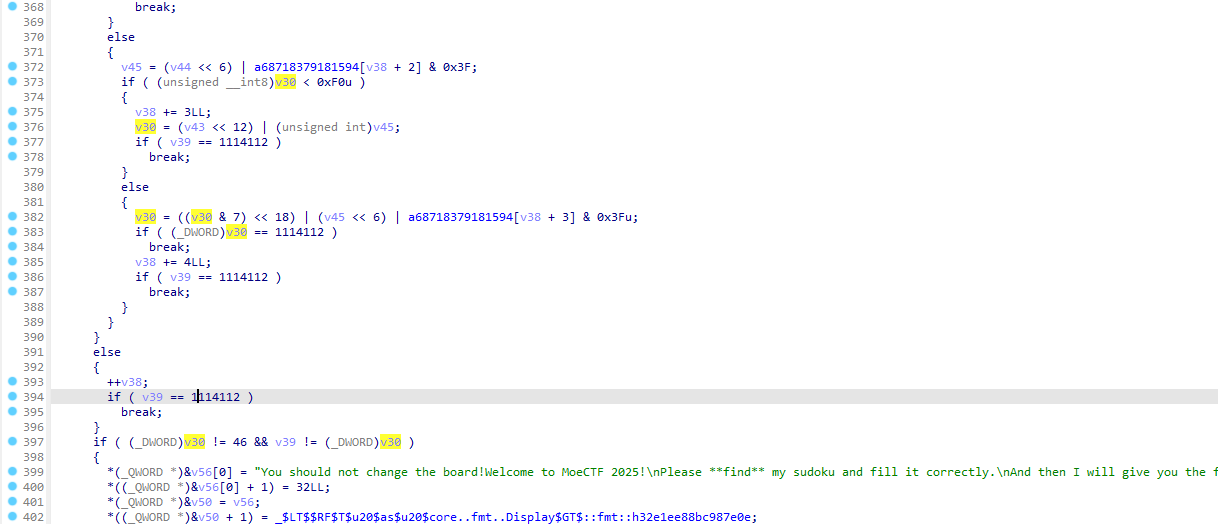 368 break;
369 }
370 else
371 {
372 v45 = (v44 << 6) | a68718379181594[v38 + 2] & 0x3F;
373 if ( (unsigned __int8)v30 < 0xF0u )
374 {
375 v38 += 3LL;
376 v30 = (v43 << 12) | (unsigned int)v45;
377 if ( v39 == 1114112 )
378 break;
379 }
380 else
381 {
382 v30 = ((v30 & 7) << 18) | (v45 << 6) | a68718379181594[v38 + 3] & 0x3Fu;
383 if ( (_DWORD)v30 == 1114112 )
384 break;
385 v38 += 4LL;
386 if ( v39 == 1114112 )
387 break;
388 }
389 }
390 }
391 else
392 {
393 ++v38;
394 if ( v39 == 1114112 )
395 break;
396 }
397 if ( (_DWORD)v30 != 46 && v39 != (_DWORD)v30 )
398 {
399 *(_QWORD *)&v56[0] = "You should not change the board!Welcome to MoeCTF 2025!\nPlease **find** my sudoku and fill it correctly.\nAnd then I will give you the f
400 *((_QWORD *)&v56[0] + 1) = 32LL;
401 *(_QWORD *)&v50 = v56;
402 *((_QWORD *)&v50 + 1) = _$LT$$RF$T$u20$as$u20$core..fmt..Display$GT$::fmt::h32e1ee88bc987e0e;